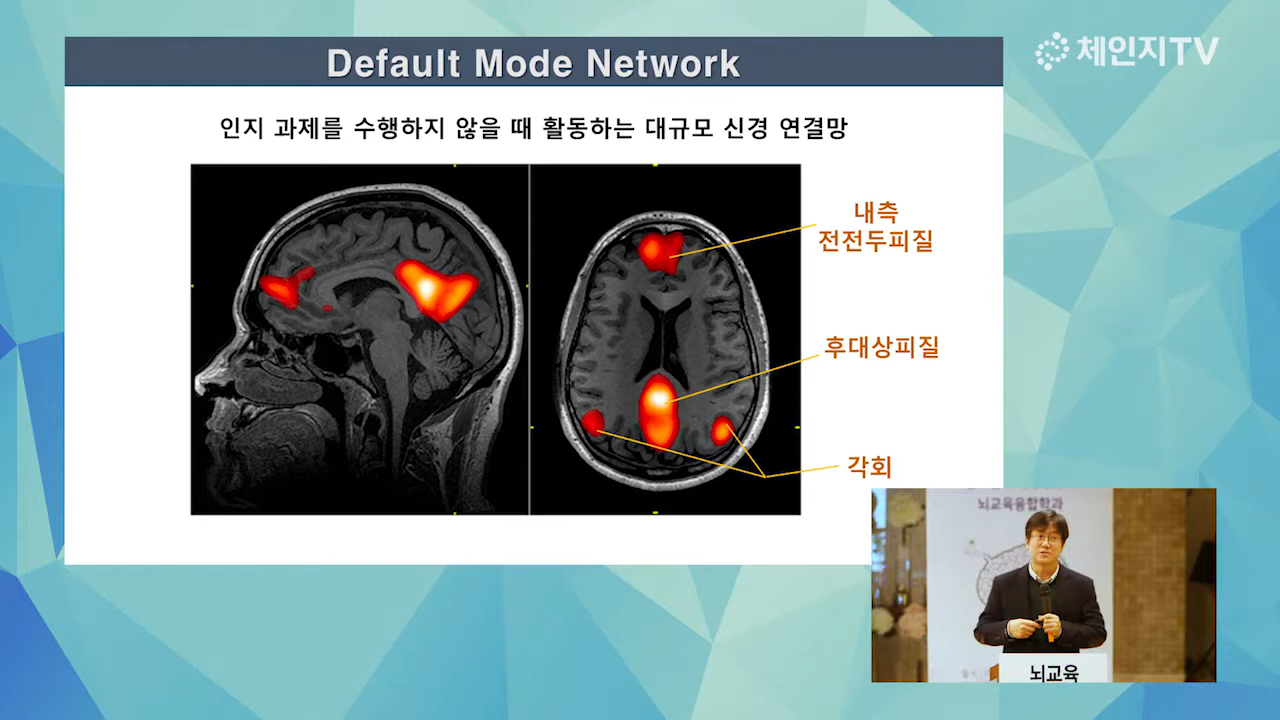 Default Mode Network
체인지TV
인지 과제를 수행하지 않을 때 활동하는 대규모 신경 연결망
내측
전전두피질
후대상피질
각회
뇌교육융합학과
뇌교육